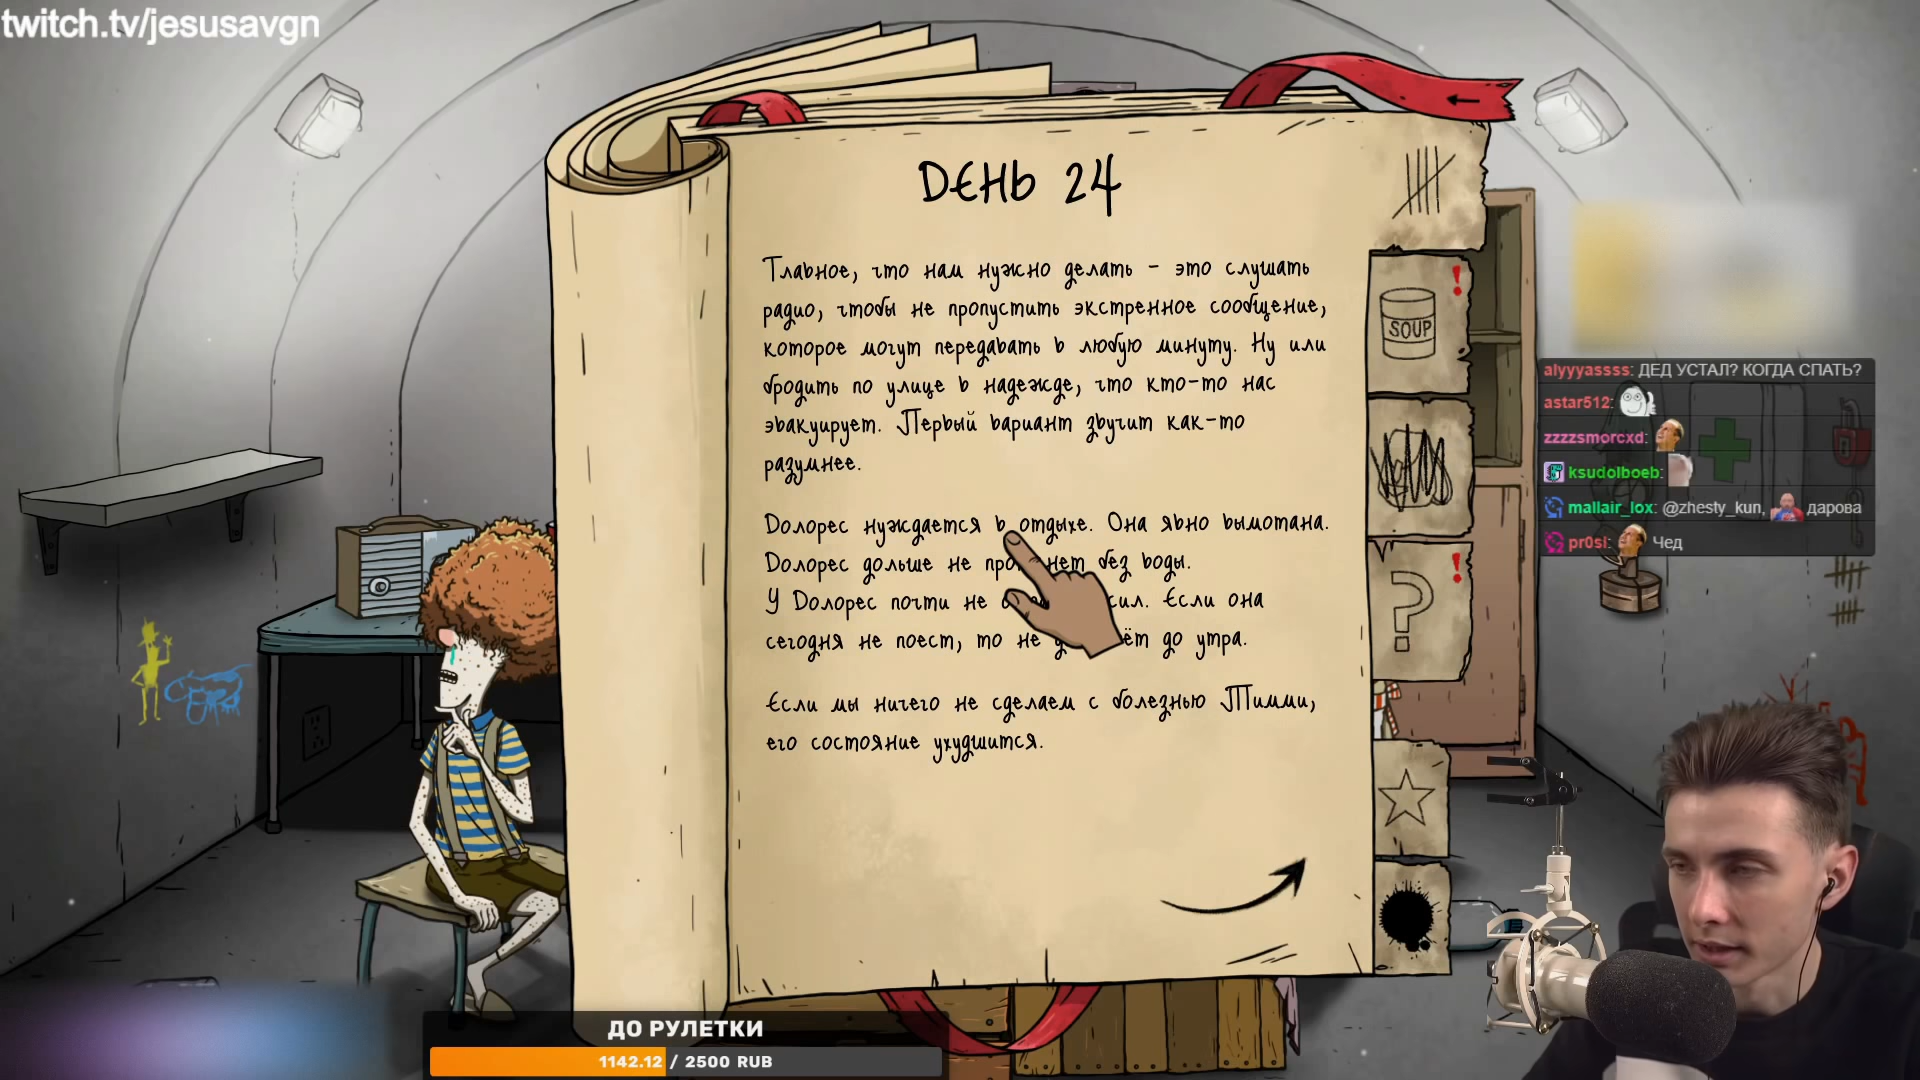 twitch.tv/jesusavgn
ДЕНЬ 24
Главное, что нам нужно делать - это слушать
радио, чтобы не пропустить экстренное сообщение,
которое могут передавать в любую минуту. Ну или
бродить по улице в надежде, что кто-то нас
эвакуирует. Первый вариант звучит как-то
разумнее.
Долорес нуждается в отдыхе. Она явно вымотана.
Долорес дольше не без воды.
У Долорес почти не сил. Если она
сегодня не поест, то не до утра.
Если мы ничего не сделаем с болезнью Тимми,
его состояние ухудшится.
!
SOUP
!
?
alyyyassss: ДЕД УСТАЛ? КОГДА СПАТЬ?
astar512:
zzzzsmorcxd:
ksudolboeb:
mallair_lox: @zhesty_kun, дарова
pr0sl: Чед
ДО РУЛЕТКИ
1142.12 / 2500 RUB